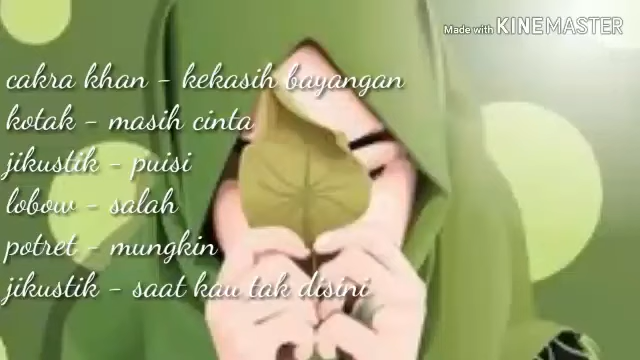 Made with KINEMASTER
cakra khan - kekasih bayangan
kotak - masih cinta
jikustik - puisi
lobow - salah
potret - mungkin
jikustik - saat kau tak disini